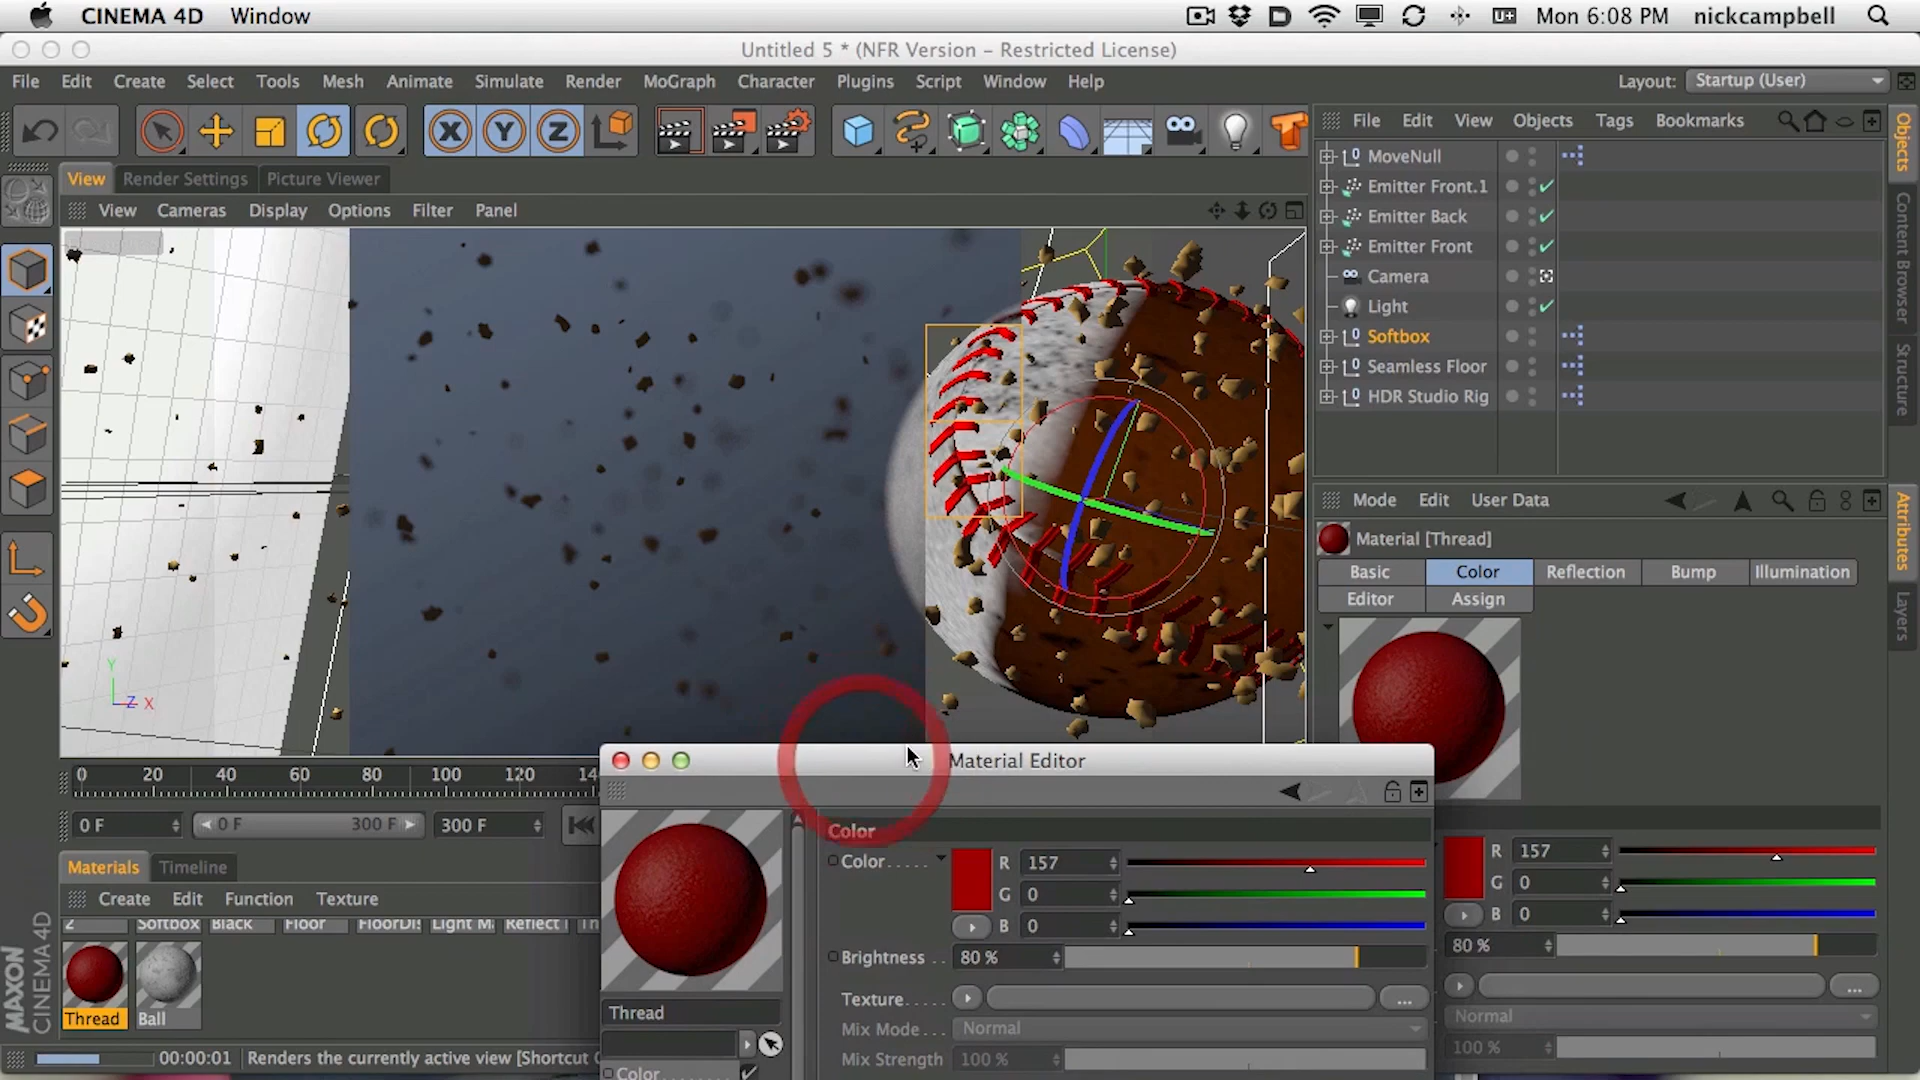 CINEMA 4D Window Mon 6:08 PM nickcampbell
Untitled 5 * (NFR Version – Restricted License)
File Edit Create Select Tools Mesh Animate Simulate Render MoGraph Character Plugins Script Window Help Layout: Startup (User)
X Y Z
File Edit View Objects Tags Bookmarks
View Render Settings Picture Viewer
View Cameras Display Options Filter Panel
MoveNull
Emitter Front.1
Emitter Back
Emitter Front
Camera
Light
Softbox
Seamless Floor
HDR Studio Rig
Objects
Content Browser
Structure
Mode Edit User Data
Material [Thread]
Basic Color Reflection Bump Illumination
Editor Assign
Attributes
Layers
Y
Z X
0 20 40 60 80 100 120 14
0 F 0 F 300 F 300 F
Materials Timeline
Create Edit Function Texture
2 Softbox Black Floor FloorDis Light M Reflect
Thread Ball
MAXON
CINEMA 4D
00:00:01 Renders the currently active view [Shortcut
Material Editor
Color
Color R 157
G 0
B 0
Brightness 80 %
Texture ...
Mix Mode Normal
Mix Strength 100 %
Thread
Color
R 157
G 0
B 0
80 %
...
Normal
100 %